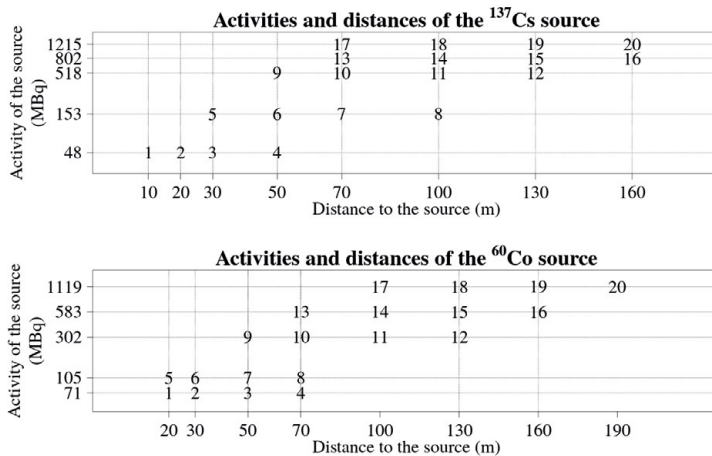 Activities and distances of the ¹³⁷Cs source
Activity of the source
(MBq)
1215 17 18 19 20
802 13 14 15 16
518 9 10 11 12
153 5 6 7 8
48 1 2 3 4
10 20 30 50 70 100 130 160
Distance to the source (m)
Activities and distances of the ⁶⁰Co source
Activity of the source
(MBq)
1119 17 18 19 20
583 13 14 15 16
302 9 10 11 12
105 5 6 7 8
71 1 2 3 4
20 30 50 70 100 130 160 190
Distance to the source (m)